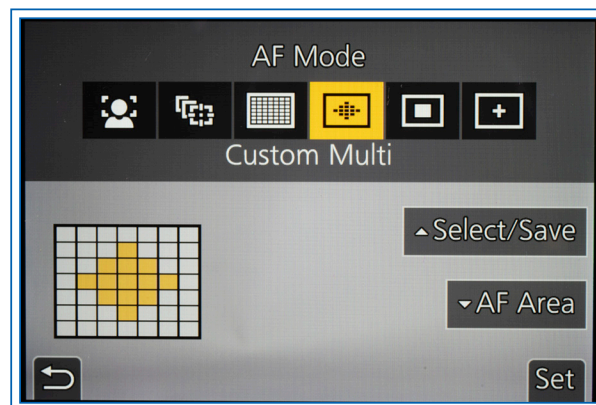 AF Mode
Custom Multi
Select/Save
AF Area
Set